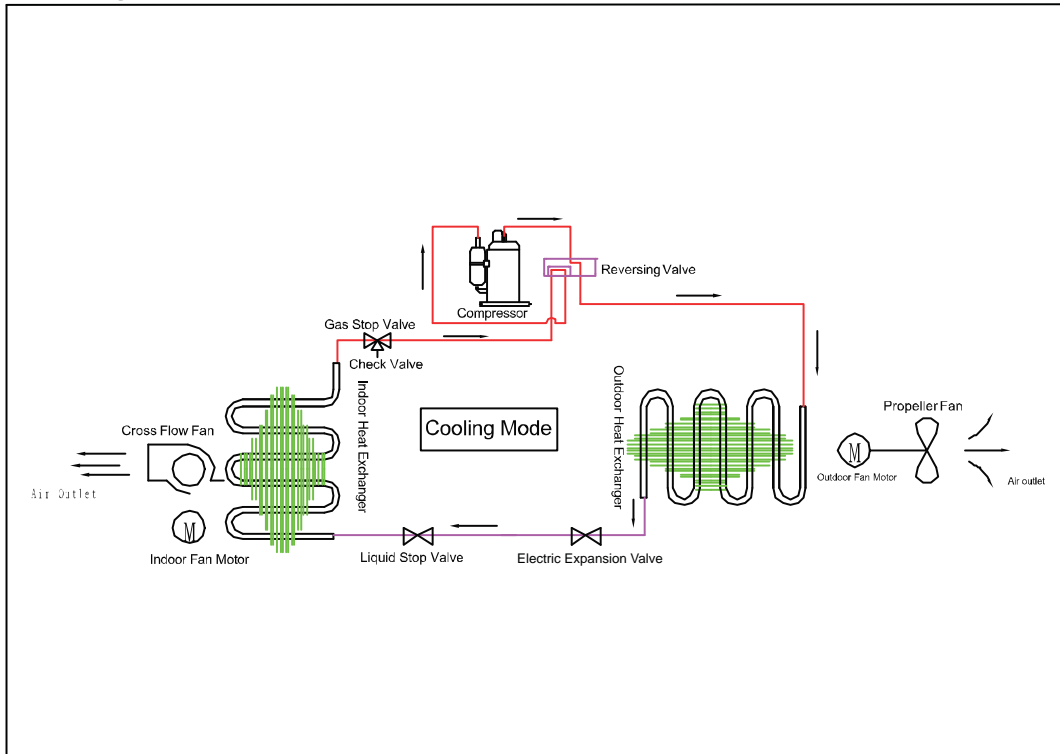 Reversing Valve
Compressor
Gas Stop Valve
Check Valve
Indoor Heat Exchanger
Outdoor Heat Exchanger
Cooling Mode
Propeller Fan
Cross Flow Fan
M
Outdoor Fan Motor
Air outlet
Air Outlet
M
Indoor Fan Motor
Liquid Stop Valve
Electric Expansion Valve